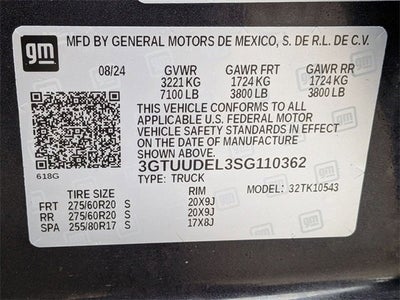 gm
MFD BY GENERAL MOTORS DE MEXICO, S. DE R.L. DE C.V.
08/24 GVWR GAWR FRT GAWR RR
3221 KG 1724 KG 1724 KG
7100 LB 3800 LB 3800 LB
THIS VEHICLE CONFORMS TO ALL
APPLICABLE U.S. FEDERAL MOTOR
VEHICLE SAFETY STANDARDS IN EFFECT
ON THE DATE OF MANUFACTURE SHOWN ABOVE.
618G
3GTUUDEL3SG110362
TYPE: TRUCK
TIRE SIZE RIM MODEL: 32TK10543
FRT 275/60R20 S 20X9J
RR 275/60R20 S 20X9J
SPA 255/80R17 S 17X8J